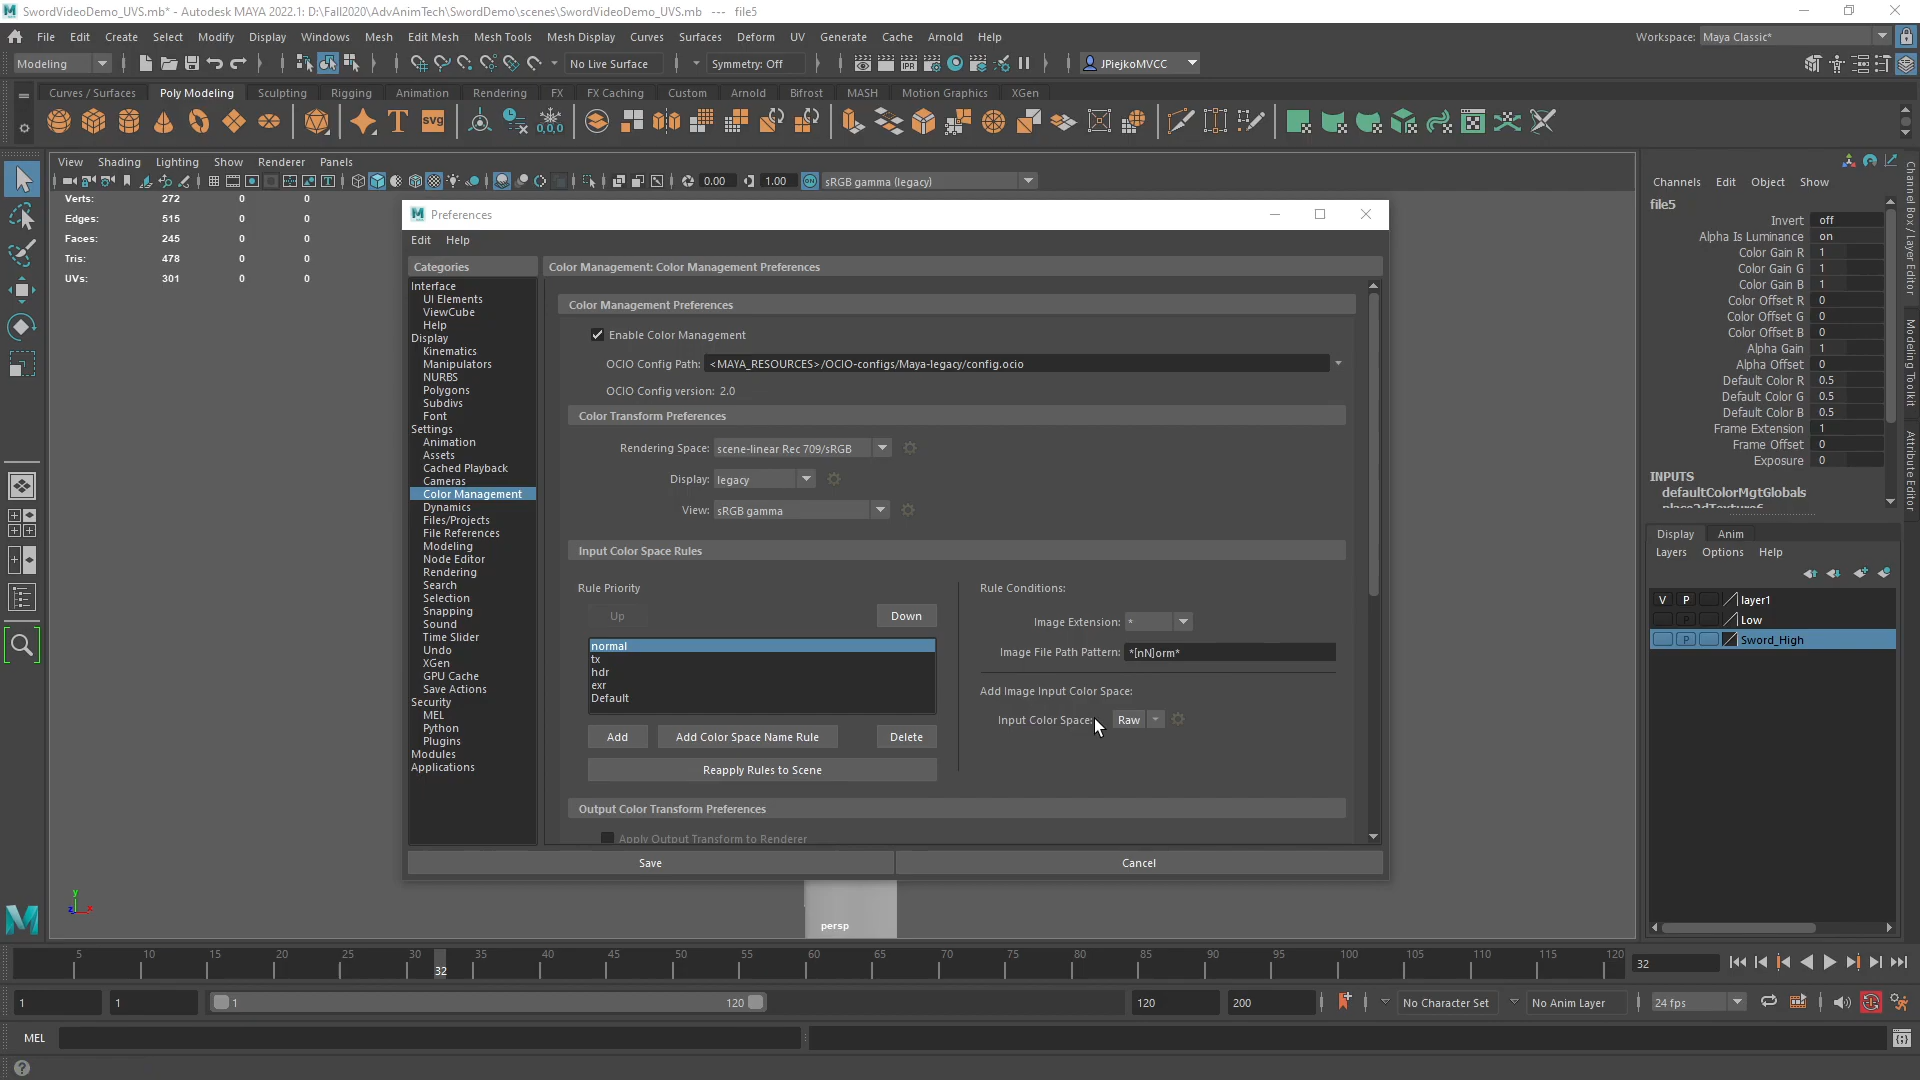 SwordVideoDemo_UVS.mb* - Autodesk MAYA 2022.1: D:\Fall2020\AdvAnimTech\SwordDemo\scenes\SwordVideoDemo_UVS.mb --- file5
File Edit Create Select Modify Display Windows Mesh Edit Mesh Mesh Tools Mesh Display Curves Surfaces Deform UV Generate Cache Arnold Help
Workspace: Maya Classic*
Modeling
No Live Surface
Symmetry: Off
IPR
JPiejkoMVCC
Curves / Surfaces Poly Modeling Sculpting Rigging Animation Rendering FX FX Caching Custom Arnold Bifrost MASH Motion Graphics XGen
T
svg
0,0,0
View Shading Lighting Show Renderer Panels
0.00
1.00
sRGB gamma (legacy)
Verts: 272 0 0
Edges: 515 0 0
Faces: 245 0 0
Tris: 478 0 0
UVs: 301 0 0
Preferences
Edit Help
Categories
Interface
UI Elements
ViewCube
Help
Display
Kinematics
Manipulators
NURBS
Polygons
Subdivs
Font
Settings
Animation
Assets
Cached Playback
Cameras
Color Management
Dynamics
Files/Projects
File References
Modeling
Node Editor
Rendering
Search
Selection
Snapping
Sound
Time Slider
Undo
XGen
GPU Cache
Save Actions
Security
MEL
Python
Plugins
Modules
Applications
Color Management: Color Management Preferences
Color Management Preferences
Enable Color Management
OCIO Config Path: <MAYA_RESOURCES>/OCIO-configs/Maya-legacy/config.ocio
OCIO Config version: 2.0
Color Transform Preferences
Rendering Space: scene-linear Rec 709/sRGB
Display: legacy
View: sRGB gamma
Input Color Space Rules
Rule Priority
Up
Down
normal
tx
hdr
exr
Default
Add
Add Color Space Name Rule
Delete
Reapply Rules to Scene
Rule Conditions:
Image Extension: *
Image File Path Pattern: *[nN]orm*
Add Image Input Color Space:
Input Color Space: Raw
Output Color Transform Preferences
Apply Output Transform to Renderer
Save
Cancel
y
z
x
persp
Channels Edit Object Show
file5
Invert off
Alpha Is Luminance on
Color Gain R 1
Color Gain G 1
Color Gain B 1
Color Offset R 0
Color Offset G 0
Color Offset B 0
Alpha Gain 1
Alpha Offset 0
Default Color R 0.5
Default Color G 0.5
Default Color B 0.5
Frame Extension 1
Frame Offset 0
Exposure 0
INPUTS
defaultColorMgtGlobals
place2dTexture6
Display Anim
Layers Options Help
V P layer1
P Low
P Sword_High
Channel Box / Layer Editor
Modeling Toolkit
Attribute Editor
5 10 15 20 25 30 35 40 45 50 55 60 65 70 75 80 85 90 95 100 105 110 115 120
32
32
1
1
1
120
120
200
No Character Set
No Anim Layer
24 fps
MEL